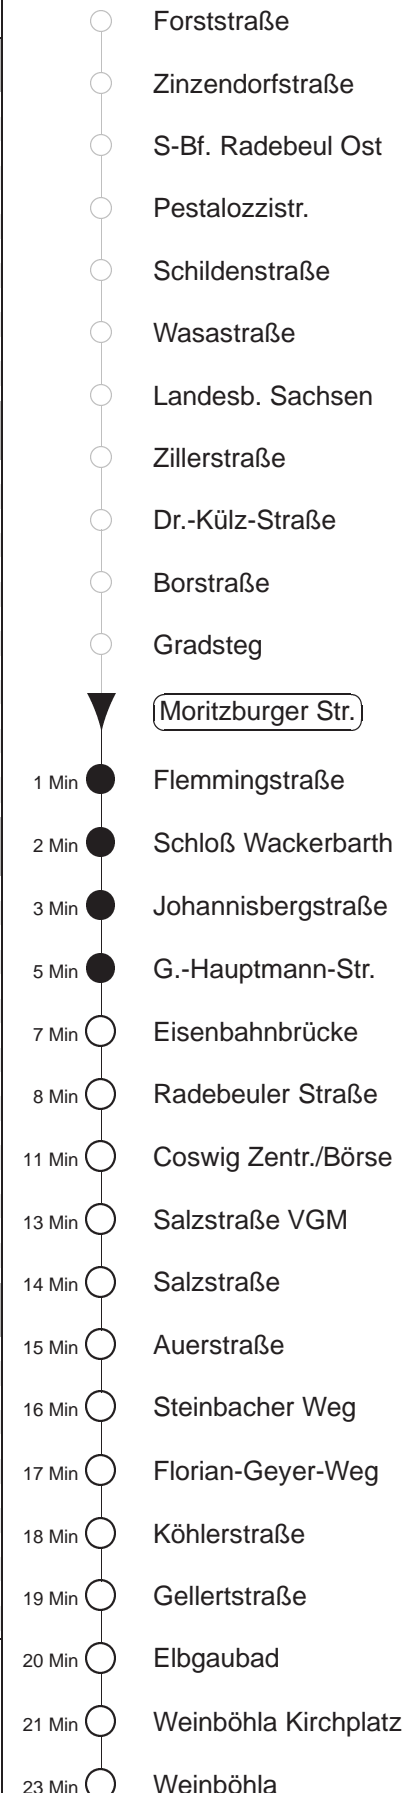 Forststraße
Zinzendorfstraße
S-Bf. Radebeul Ost
Pestalozzistr.
Schildenstraße
Wasastraße
Landesb. Sachsen
Zillerstraße
Dr.-Külz-Straße
Borstraße
Gradsteg
Moritzburger Str.
1 Min Flemmingstraße
2 Min Schloß Wackerbarth
3 Min Johannisbergstraße
5 Min G.-Hauptmann-Str.
7 Min Eisenbahnbrücke
8 Min Radebeuler Straße
11 Min Coswig Zentr./Börse
13 Min Salzstraße VGM
14 Min Salzstraße
15 Min Auerstraße
16 Min Steinbacher Weg
17 Min Florian-Geyer-Weg
18 Min Köhlerstraße
19 Min Gellertstraße
20 Min Elbgaubad
21 Min Weinböhla Kirchplatz
23 Min Weinböhla